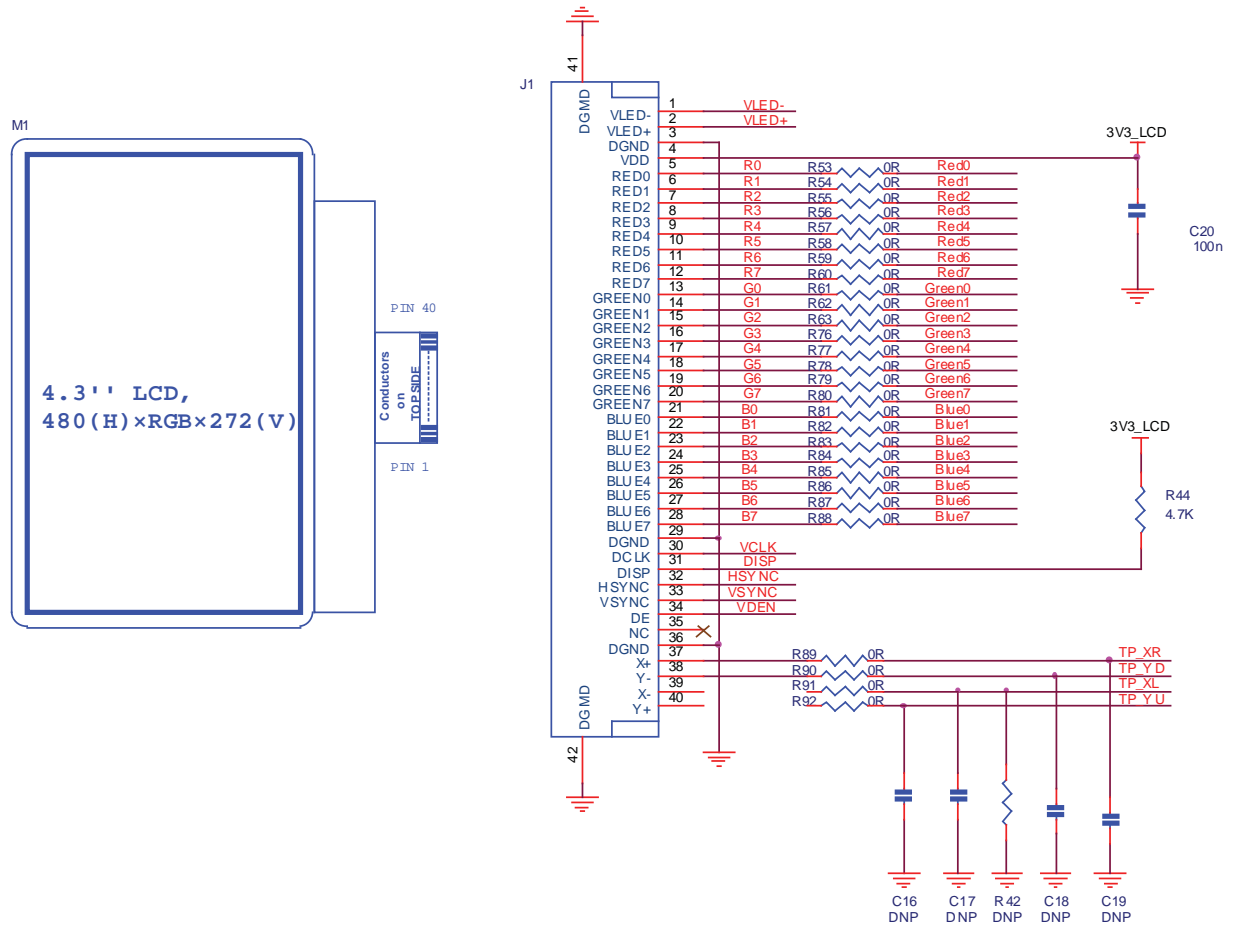 M1
4.3'' LCD,
480(H)×RGB×272(V)
PIN 40
Conductors
on
TOPSIDE
PIN 1
J1
41
DGMD
VLED- 1 VLED-
VLED+ 2 VLED+
DGND 3
VDD 4
RED0 5 R0 R53 0R Red0
RED1 6 R1 R54 0R Red1
RED2 7 R2 R55 0R Red2
RED3 8 R3 R56 0R Red3
RED4 9 R4 R57 0R Red4
RED5 10 R5 R58 0R Red5
RED6 11 R6 R59 0R Red6
RED7 12 R7 R60 0R Red7
GREEN0 13 G0 R61 0R Green0
GREEN1 14 G1 R62 0R Green1
GREEN2 15 G2 R63 0R Green2
GREEN3 16 G3 R76 0R Green3
GREEN4 17 G4 R77 0R Green4
GREEN5 18 G5 R78 0R Green5
GREEN6 19 G6 R79 0R Green6
GREEN7 20 G7 R80 0R Green7
BLUE0 21 B0 R81 0R Blue0
BLUE1 22 B1 R82 0R Blue1
BLUE2 23 B2 R83 0R Blue2
BLUE3 24 B3 R84 0R Blue3
BLUE4 25 B4 R85 0R Blue4
BLUE5 26 B5 R86 0R Blue5
BLUE6 27 B6 R87 0R Blue6
BLUE7 28 B7 R88 0R Blue7
DGND 29
DCLK 30 VCLK
DISP 31 DISP
HSYNC 32 HSYNC
VSYNC 33 VSYNC
DE 34 VDEN
NC 35
DGND 36
X+ 37 R89 0R TP_XR
Y- 38 R90 0R TP_YD
X- 39 R91 0R TP_XL
Y+ 40 R92 0R TP_YU
DGMD
42
3V3_LCD
C20
100n
3V3_LCD
R44
4.7K
C16 C17 R42 C18 C19
DNP DNP DNP DNP DNP